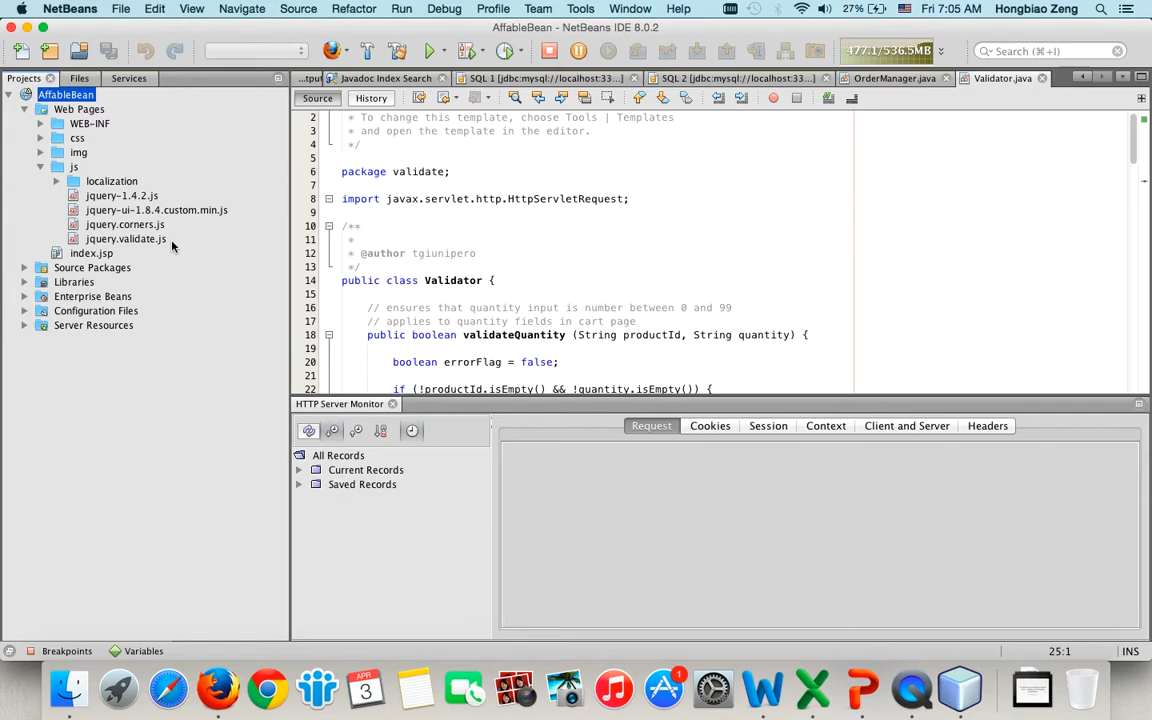 NetBeans File Edit View Navigate Source Refactor Run Debug Profile Team Tools Window Help 27% Fri 7:05 AM Hongbiao Zeng
AffableBean - NetBeans IDE 8.0.2
477.1/536.5MB Search (⌘+I)
Projects Files Services
...tput Javadoc Index Search SQL 1 [jdbc:mysql://localhost:33...] SQL 2 [jdbc:mysql://localhost:33...] OrderManager.java Validator.java
Source History
AffableBean
Web Pages
WEB-INF
css
img
js
localization
jquery-1.4.2.js
jquery-ui-1.8.4.custom.min.js
jquery.corners.js
jquery.validate.js
index.jsp
Source Packages
Libraries
Enterprise Beans
Configuration Files
Server Resources
2 * To change this template, choose Tools | Templates
3 * and open the template in the editor.
4 */
5
6 package validate;
7
8 import javax.servlet.http.HttpServletRequest;
9
10 /**
11 *
12 * @author tgiunipero
13 */
14 public class Validator {
15
16 // ensures that quantity input is number between 0 and 99
17 // applies to quantity fields in cart page
18 public boolean validateQuantity (String productId, String quantity) {
19
20 boolean errorFlag = false;
21
22 if (!productId.isEmpty() && !quantity.isEmpty()) {
HTTP Server Monitor
All Records
Current Records
Saved Records
Request Cookies Session Context Client and Server Headers
Breakpoints Variables 25:1 INS
APR
3
1